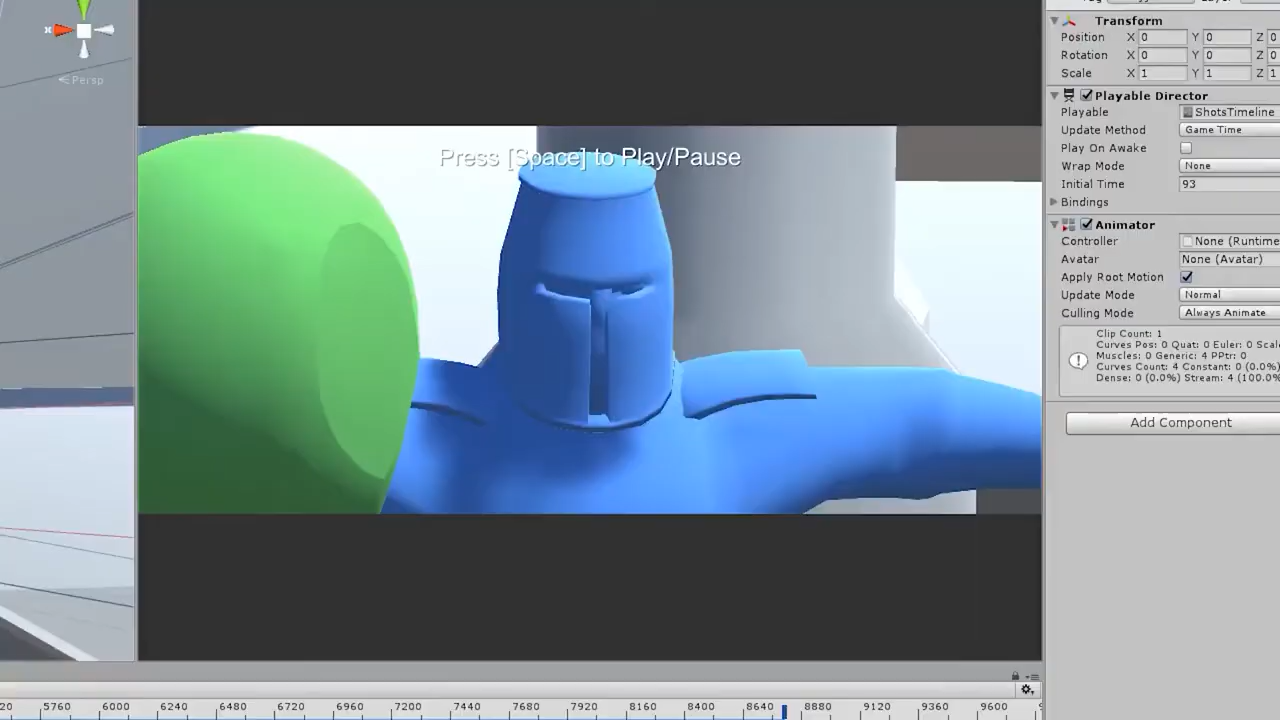 Transform
Position X 0 Y 0 Z 0
Rotation X 0 Y 0 Z 0
Scale X 1 Y 1 Z 1
x
Persp
Playable Director
Playable ShotsTimeline
Update Method Game Time
Play On Awake
Wrap Mode None
Initial Time 93
Bindings
Press [Space] to Play/Pause
Animator
Controller None (Runtime
Avatar None (Avatar)
Apply Root Motion
Update Mode Normal
Culling Mode Always Animate
Clip Count: 1
Curves Pos: 0 Quat: 0 Euler: 0 Scale
Muscles: 0 Generic: 4 PPtr: 0
Curves Count: 4 Constant: 0 (0.0%)
Dense: 0 (0.0%) Stream: 4 (100.0%
Add Component
20 5760 6000 6240 6480 6720 6960 7200 7440 7680 7920 8160 8400 8640 8880 9120 9360 9600